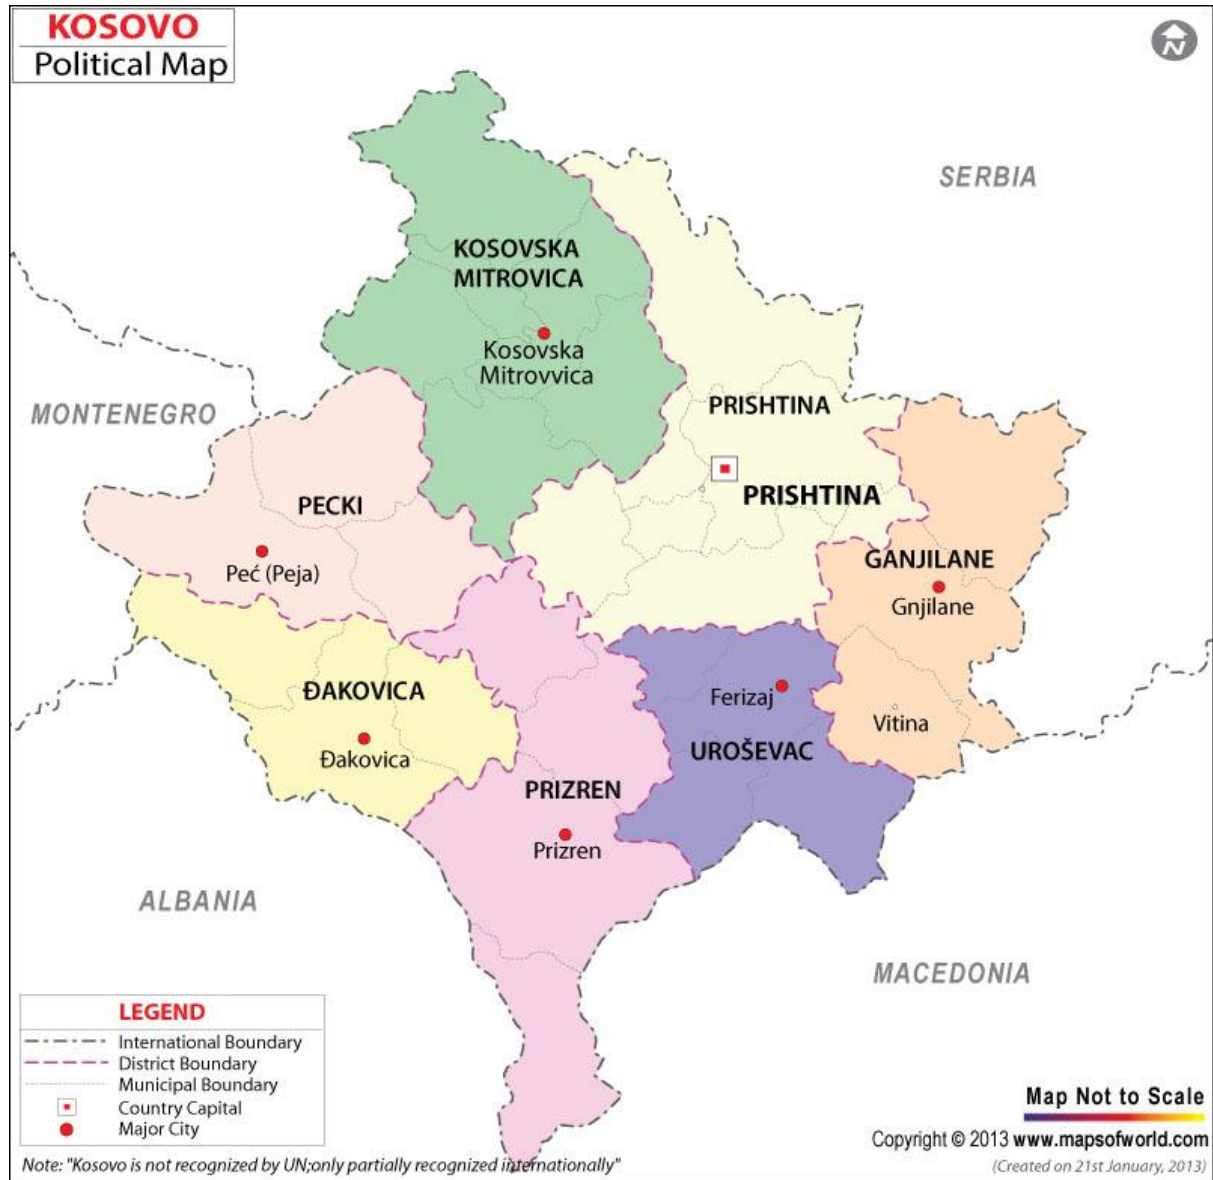 KOSOVO
Political Map
N
SERBIA
KOSOVSKA
MITROVICA
Kosovska
Mitrovvica
MONTENEGRO
PRISHTINA
PRISHTINA
PECKI
Peć (Peja)
GANJILANE
Gnjilane
ĐAKOVICA
Đakovica
Ferizaj
Vitina
UROŠEVAC
PRIZREN
Prizren
ALBANIA
MACEDONIA
LEGEND
International Boundary
District Boundary
Municipal Boundary
Country Capital
Major City
Map Not to Scale
Copyright © 2013 www.mapsofworld.com
(Created on 21st January, 2013)
Note: "Kosovo is not recognized by UN;only partially recognized internationally"